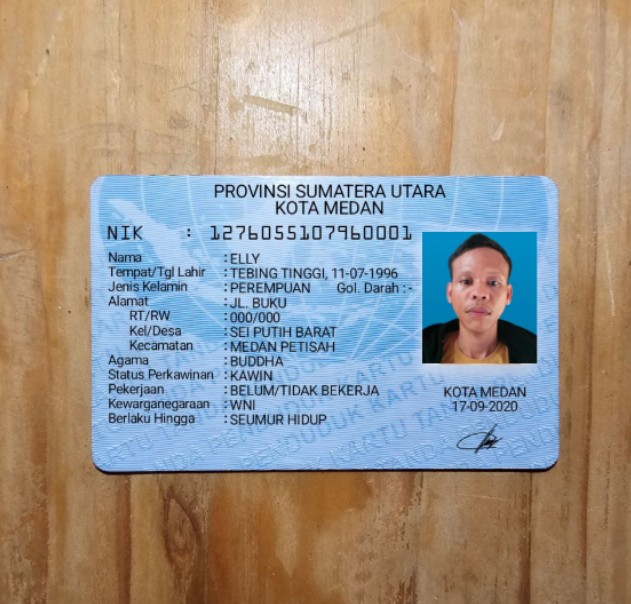 PROVINSI SUMATERA UTARA
KOTA MEDAN
NIK : 1276055107960001
Nama : ELLY
Tempat/Tgl Lahir : TEBING TINGGI, 11-07-1996
Jenis Kelamin : PEREMPUAN Gol. Darah : -
Alamat : JL. BUKU
RT/RW : 000/000
Kel/Desa : SEI PUTIH BARAT
Kecamatan : MEDAN PETISAH
Agama : BUDDHA
Status Perkawinan : KAWIN
Pekerjaan : BELUM/TIDAK BEKERJA
Kewarganegaraan : WNI
Berlaku Hingga : SEUMUR HIDUP
KOTA MEDAN
17-09-2020